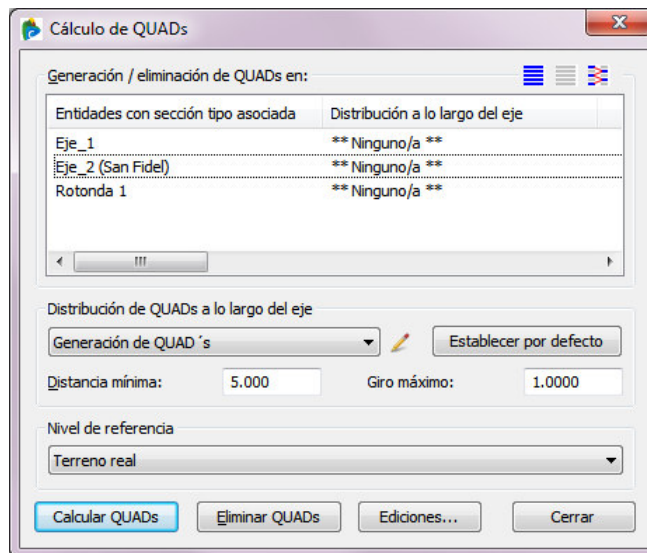 Cálculo de QUADs
Generación / eliminación de QUADs en:
Entidades con sección tipo asociada Distribución a lo largo del eje
Eje_1 ** Ninguno/a **
Eje_2 (San Fidel) ** Ninguno/a **
Rotonda 1 ** Ninguno/a **
Distribución de QUADs a lo largo del eje
Generación de QUAD ´s Establecer por defecto
Distancia mínima: 5.000 Giro máximo: 1.0000
Nivel de referencia
Terreno real
Calcular QUADs Eliminar QUADs Ediciones... Cerrar